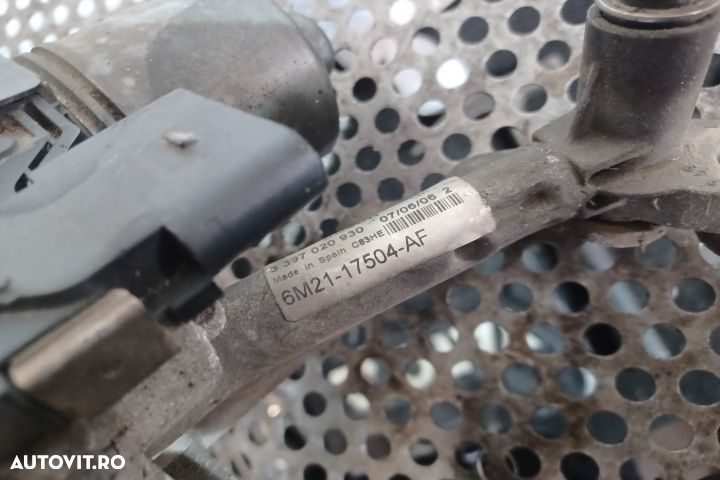 3 397 020 930 - 07/06/06 2
Made in Spain C83HE
6M21-17504-AF
AUTOVIT.RO